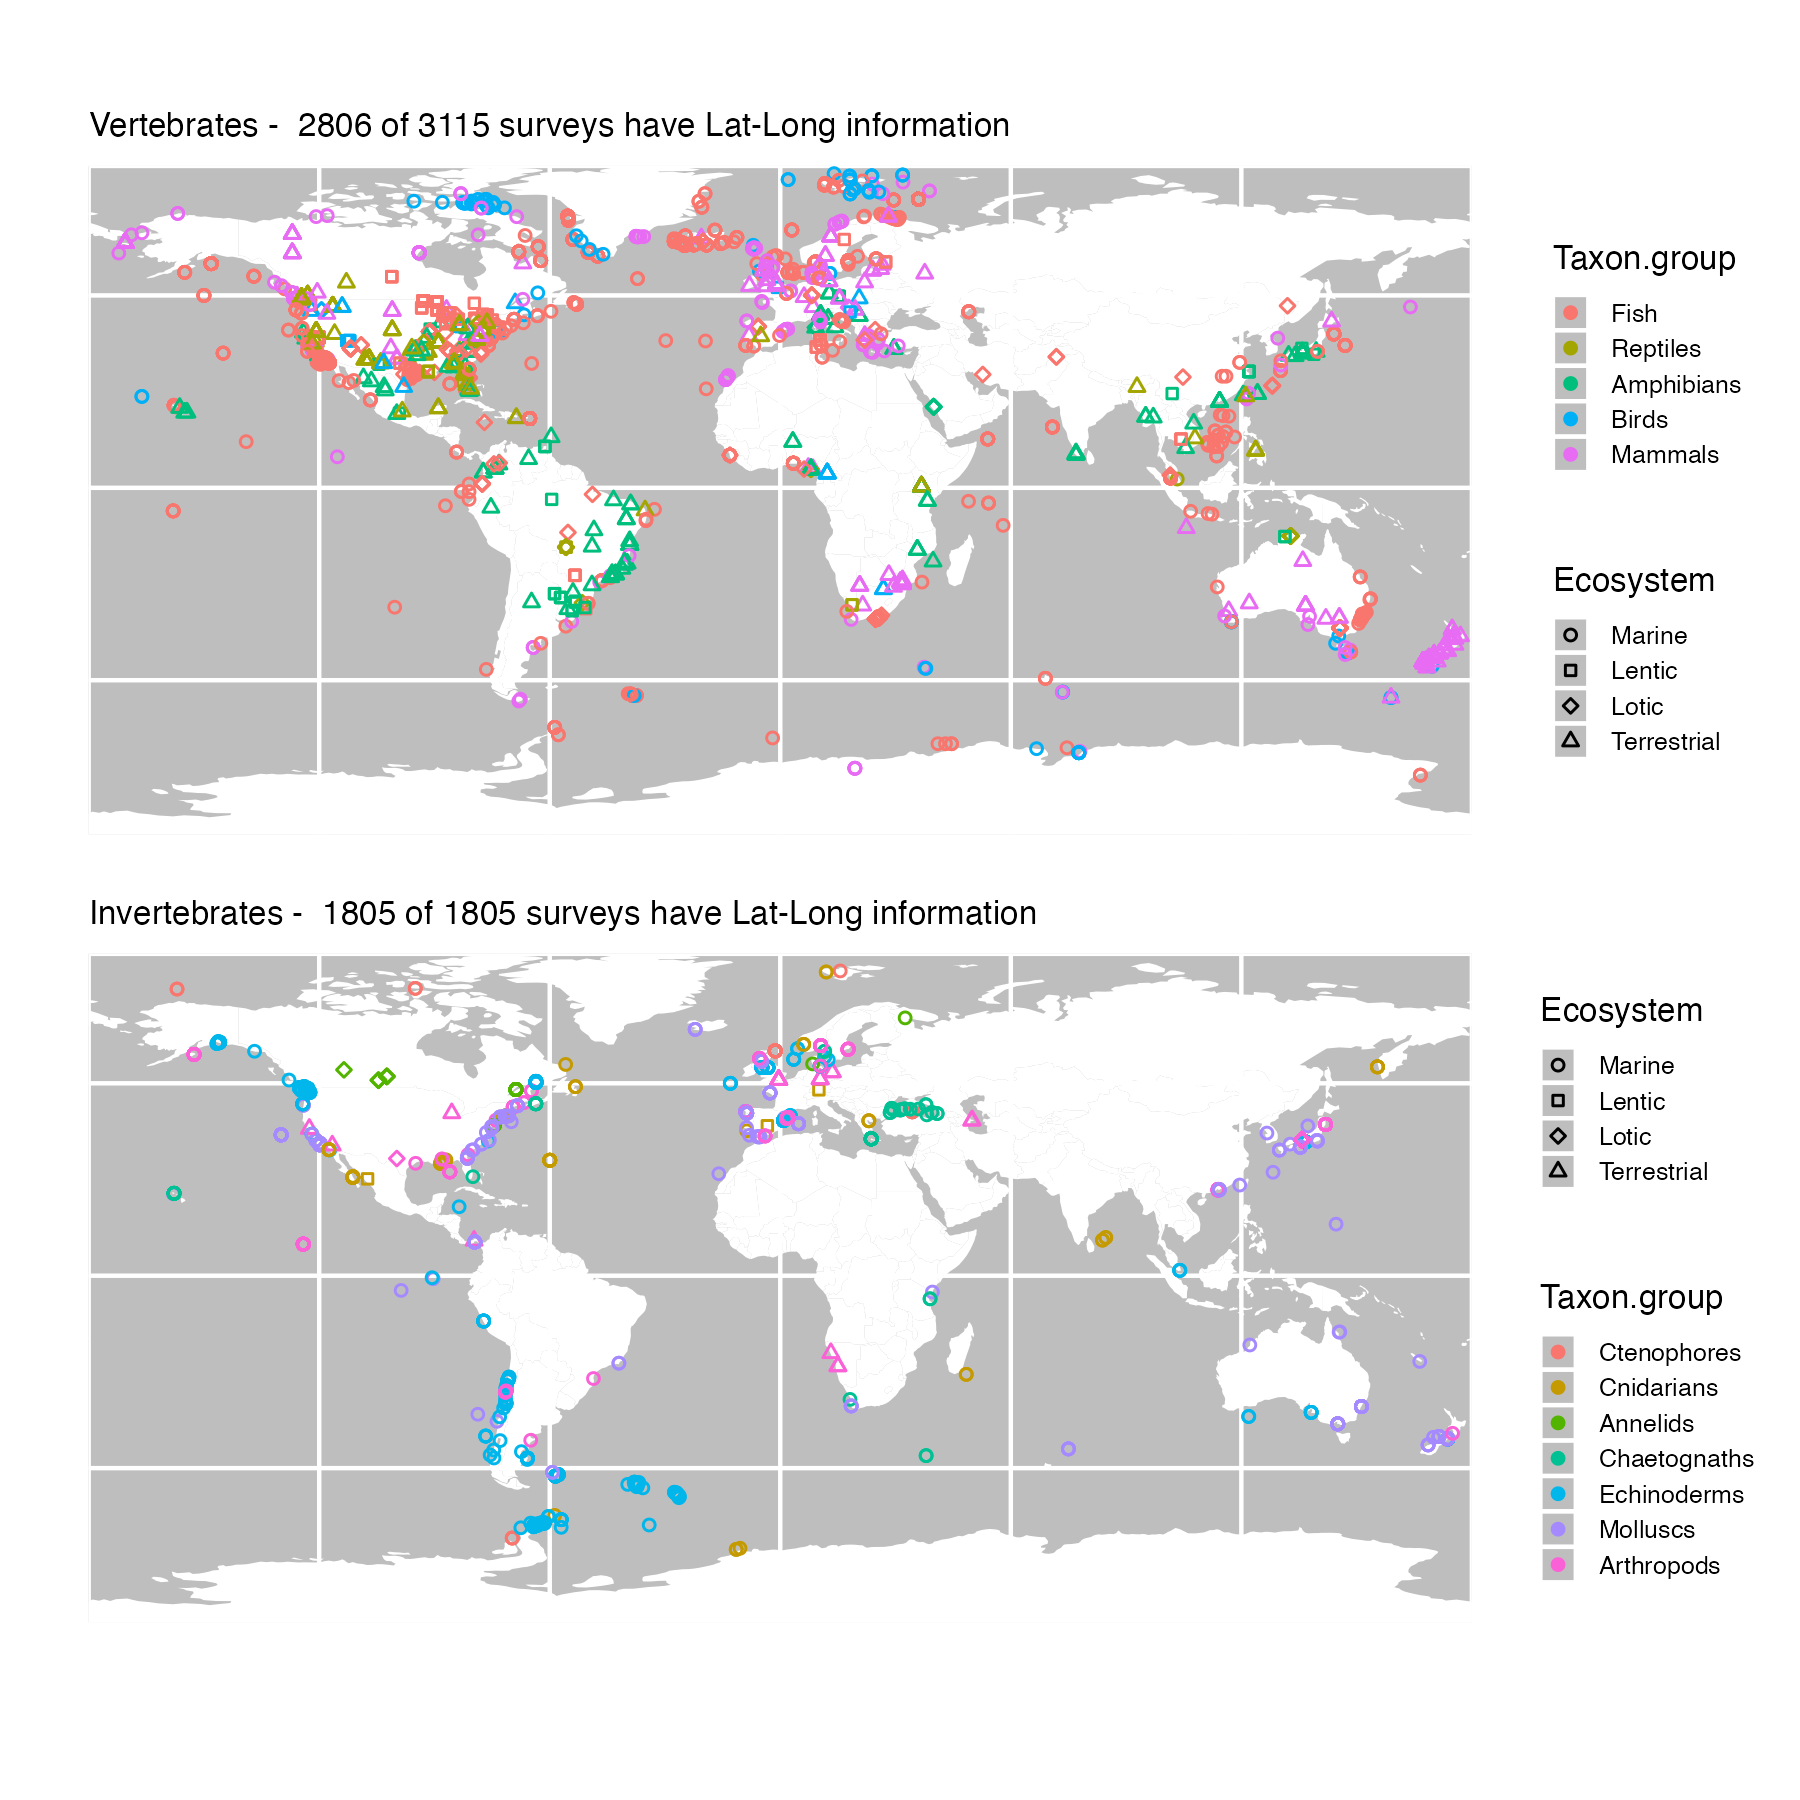 Vertebrates -  2806 of 3115 surveys have Lat-Long information
Taxon.group
Fish
Reptiles
Amphibians
Birds
Mammals
Ecosystem
Marine
Lentic
Lotic
Terrestrial
Invertebrates -  1805 of 1805 surveys have Lat-Long information
Ecosystem
Marine
Lentic
Lotic
Terrestrial
Taxon.group
Ctenophores
Cnidarians
Annelids
Chaetognaths
Echinoderms
Molluscs
Arthropods